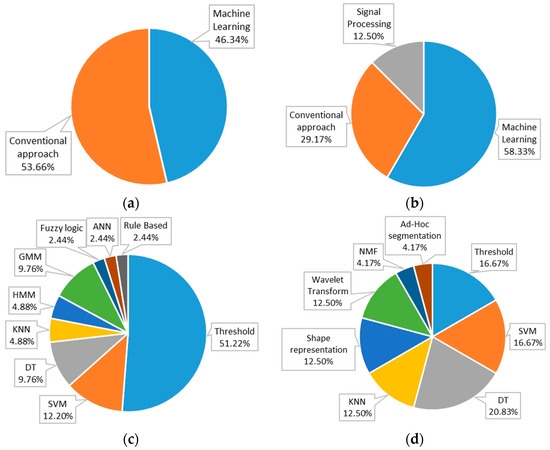 Machine
Learning
46.34%
Conventional
approach
53.66%
(a)
Signal
Processing
12.50%
Conventional
approach
29.17%
Machine
Learning
58.33%
(b)
Fuzzy logic
2.44%
ANN
2.44%
Rule Based
2.44%
GMM
9.76%
HMM
4.88%
KNN
4.88%
DT
9.76%
SVM
12.20%
Threshold
51.22%
(c)
Ad-Hoc
segmentation
4.17%
NMF
4.17%
Threshold
16.67%
Wavelet
Transform
12.50%
Shape
representation
12.50%
SVM
16.67%
KNN
12.50%
DT
20.83%
(d)